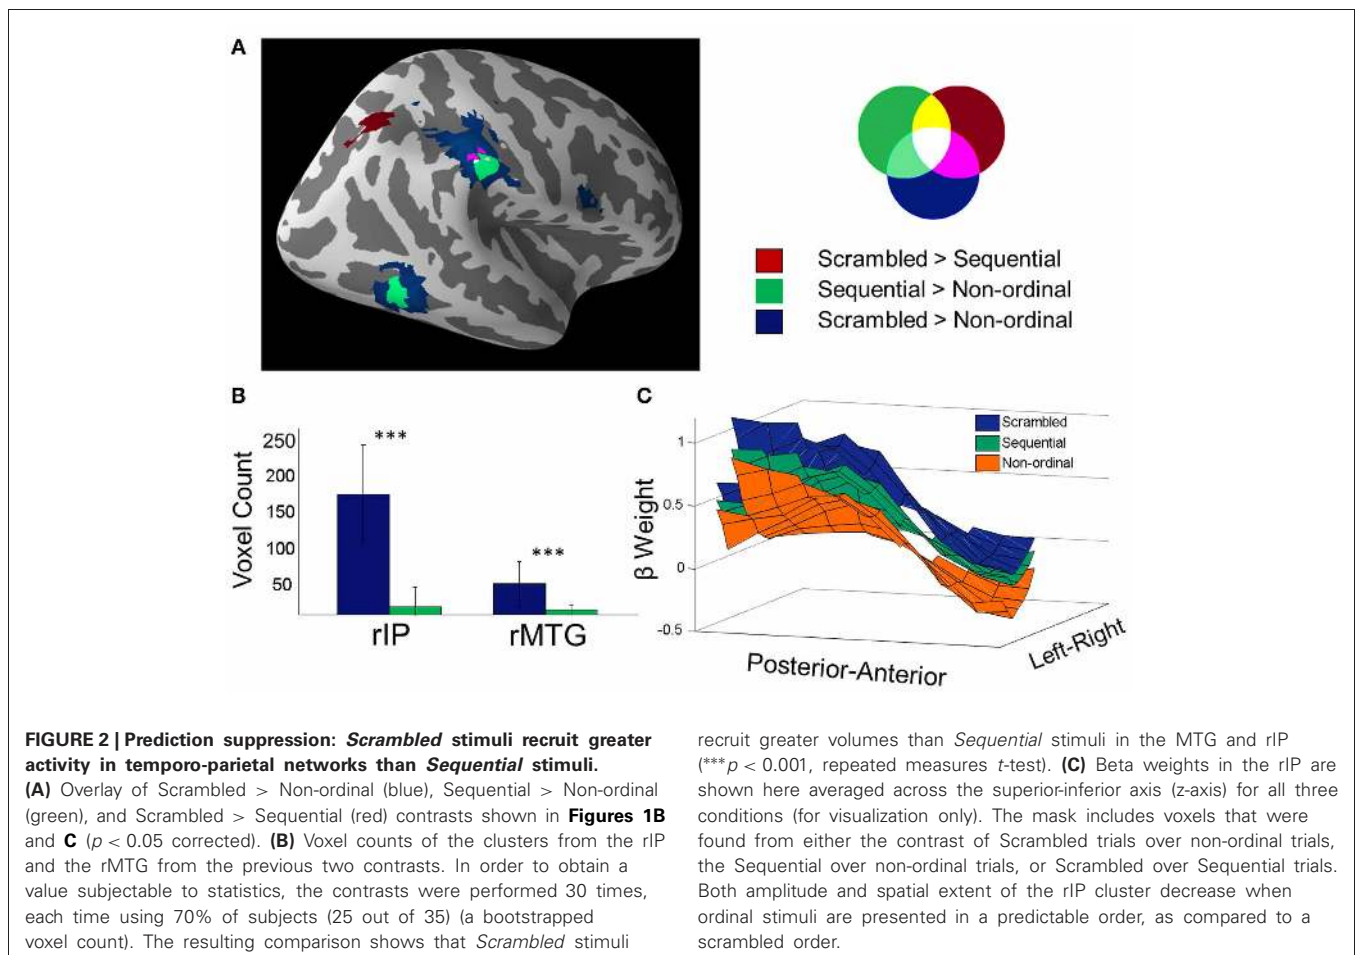 A
Scrambled > Sequential
Sequential > Non-ordinal
Scrambled > Non-ordinal
B
Voxel Count
250
200
150
100
50
***
***
rIP
rMTG
C
β Weight
1
0.5
0
-0.5
Scrambled
Sequential
Non-ordinal
Posterior-Anterior
Left-Right
FIGURE 2 | Prediction suppression: Scrambled stimuli recruit greater
activity in temporo-parietal networks than Sequential stimuli.
(A) Overlay of Scrambled > Non-ordinal (blue), Sequential > Non-ordinal
(green), and Scrambled > Sequential (red) contrasts shown in Figures 1B
and C (p < 0.05 corrected). (B) Voxel counts of the clusters from the rIP
and the rMTG from the previous two contrasts. In order to obtain a
value subjectable to statistics, the contrasts were performed 30 times,
each time using 70% of subjects (25 out of 35) (a bootstrapped
voxel count). The resulting comparison shows that Scrambled stimuli
recruit greater volumes than Sequential stimuli in the MTG and rIP
(***p < 0.001, repeated measures t-test). (C) Beta weights in the rIP are
shown here averaged across the superior-inferior axis (z-axis) for all three
conditions (for visualization only). The mask includes voxels that were
found from either the contrast of Scrambled trials over non-ordinal trials,
the Sequential over non-ordinal trials, or Scrambled over Sequential trials.
Both amplitude and spatial extent of the rIP cluster decrease when
ordinal stimuli are presented in a predictable order, as compared to a
scrambled order.